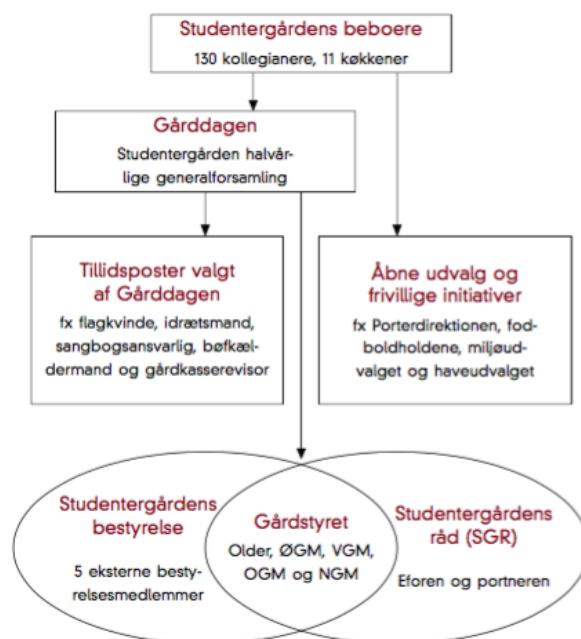 Studentergårdens beboere
130 kollegianere, 11 køkkener
Gårddagen
Studentergården halvår-
lige generalforsamling
Tillidsposter valgt
af Gårddagen
fx flagkvinde, idrætsmand,
sangbogsansvarlig, bøfkæl-
dermand og gårdkasserevisor
Åbne udvalg og
frivillige initiativer
fx Porterdirektionen, fod-
boldholdene, miljøud-
valget og haveudvalget
Studentergårdens
bestyrelse
5 eksterne besty-
relsesmedlemmer
Gårdstyret
Older, ØGM, VGM,
OGM og NGM
Studentergårdens
råd (SGR)
Eforen og portneren